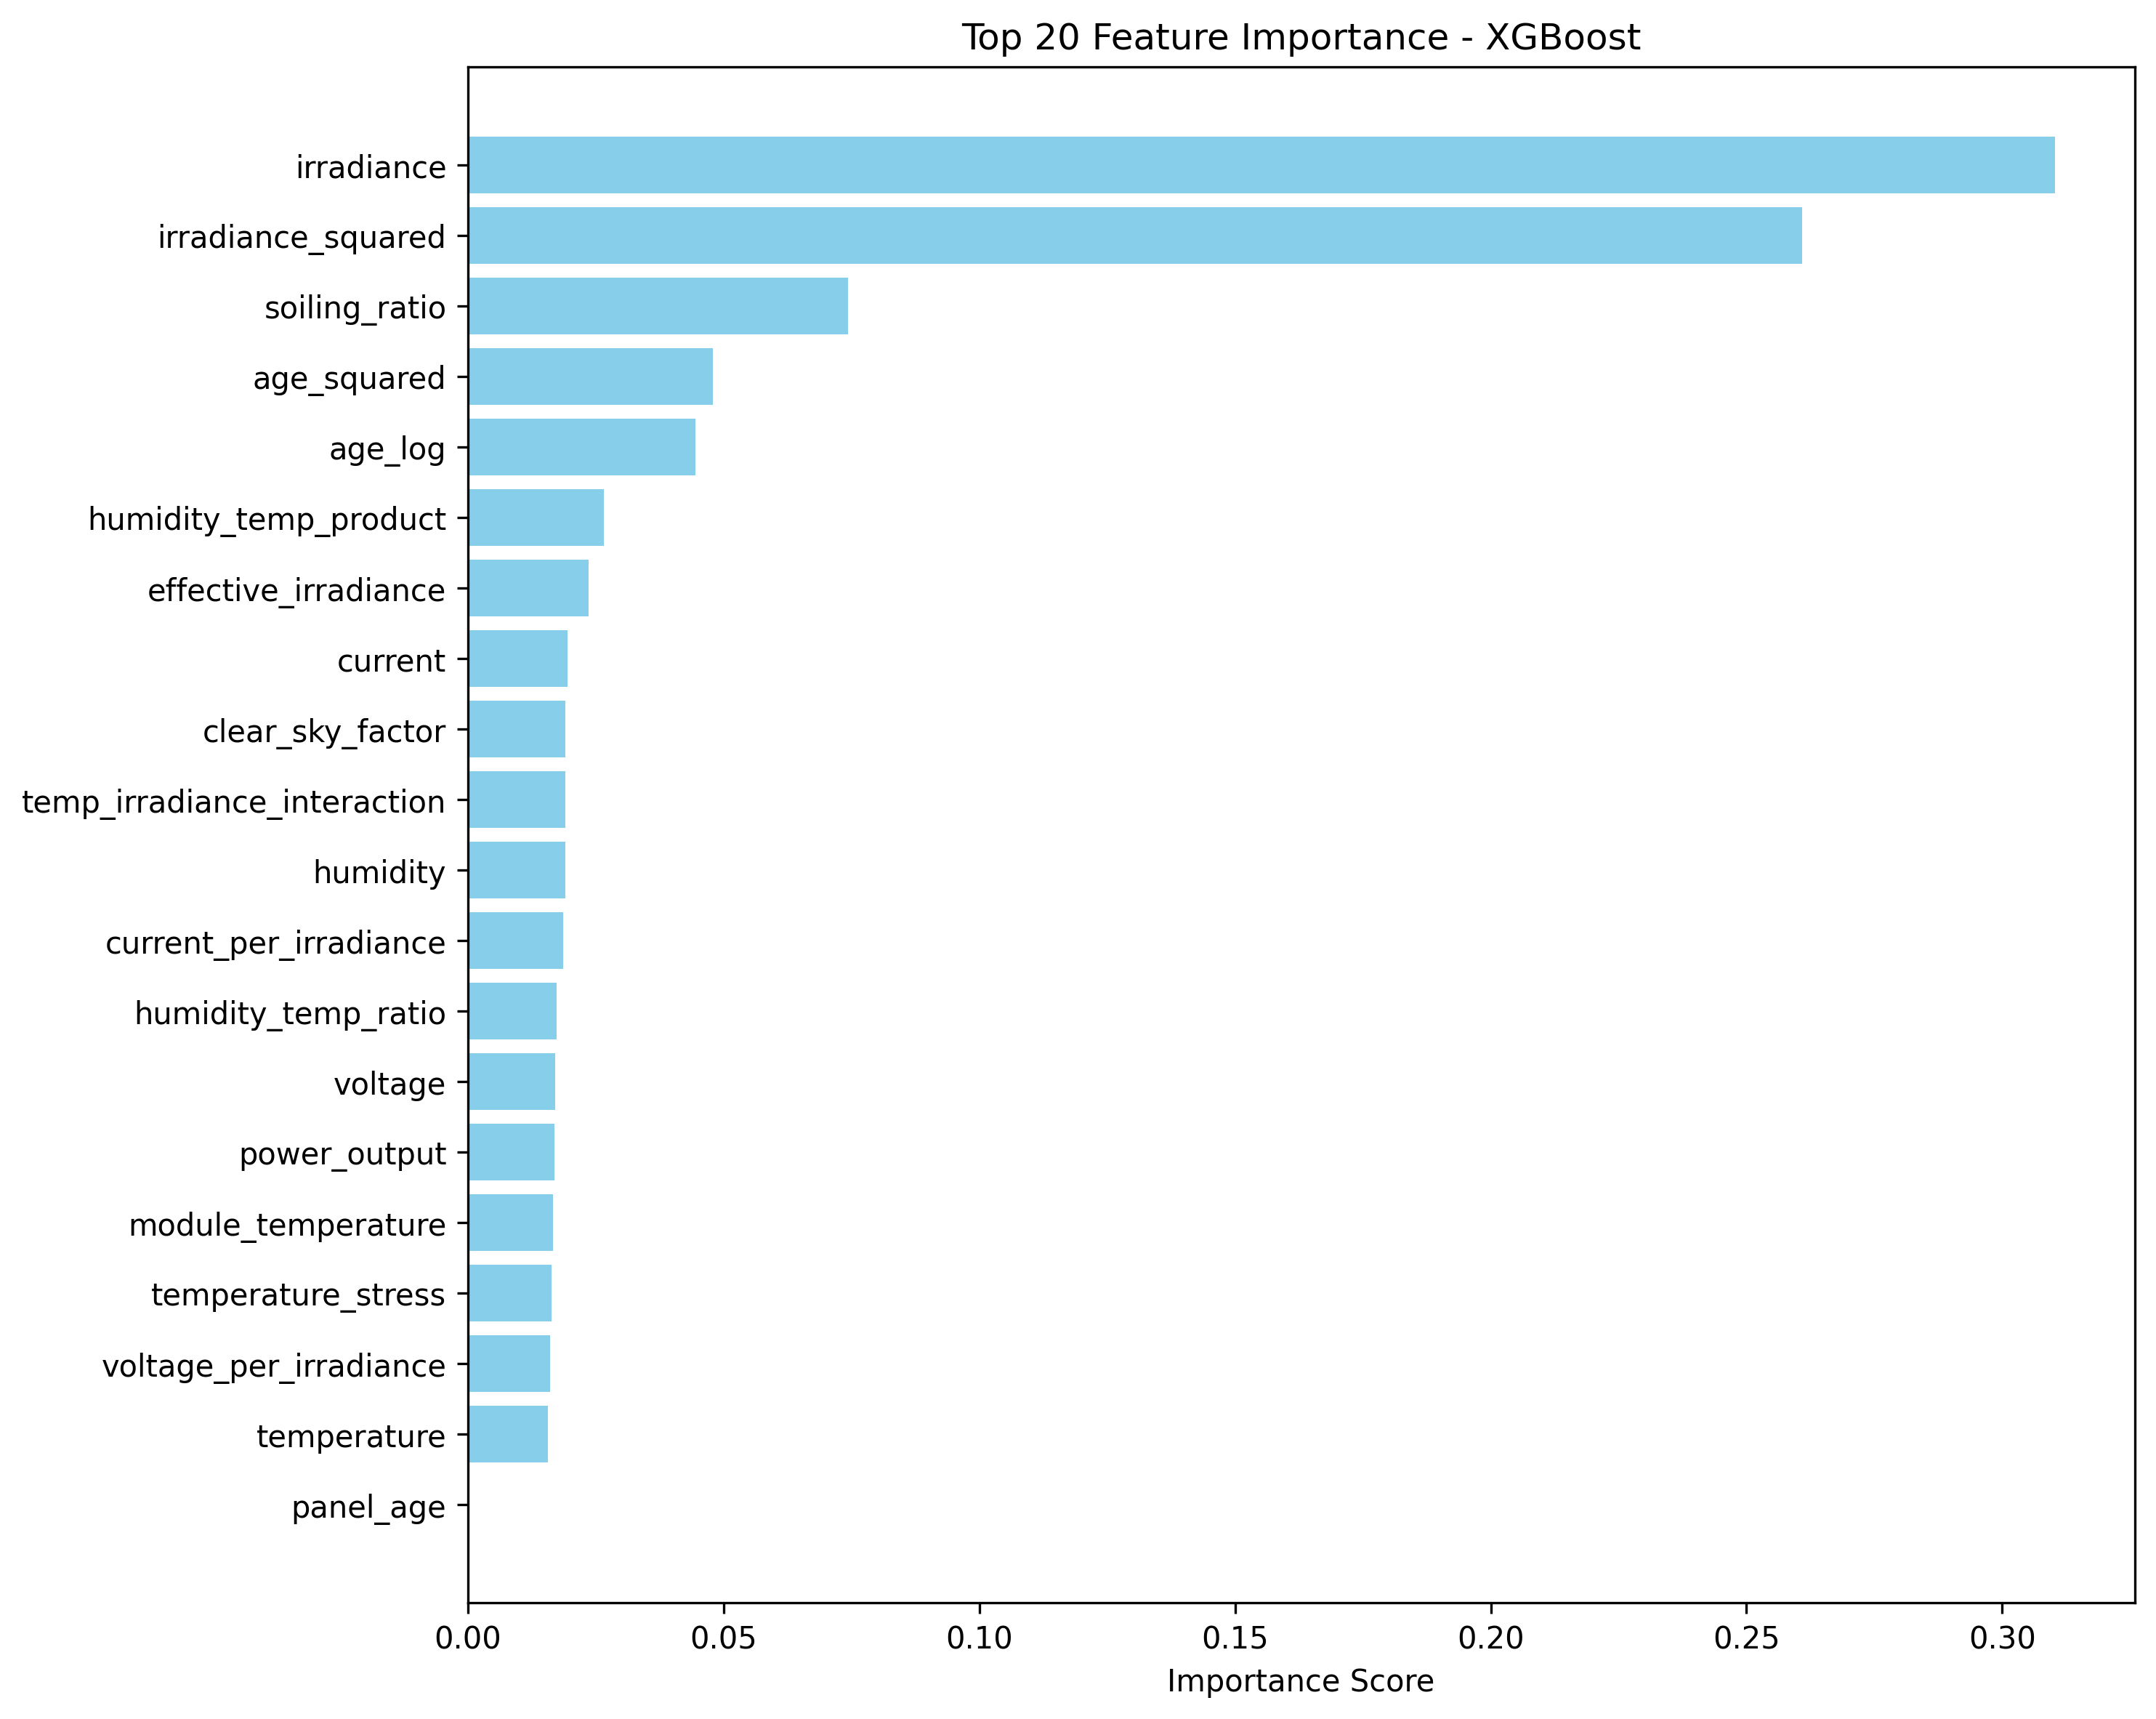 Top 20 Feature Importance - XGBoost
irradiance
irradiance_squared
soiling_ratio
age_squared
age_log
humidity_temp_product
effective_irradiance
current
clear_sky_factor
temp_irradiance_interaction
humidity
current_per_irradiance
humidity_temp_ratio
voltage
power_output
module_temperature
temperature_stress
voltage_per_irradiance
temperature
panel_age
0.00 0.05 0.10 0.15 0.20 0.25 0.30
Importance Score